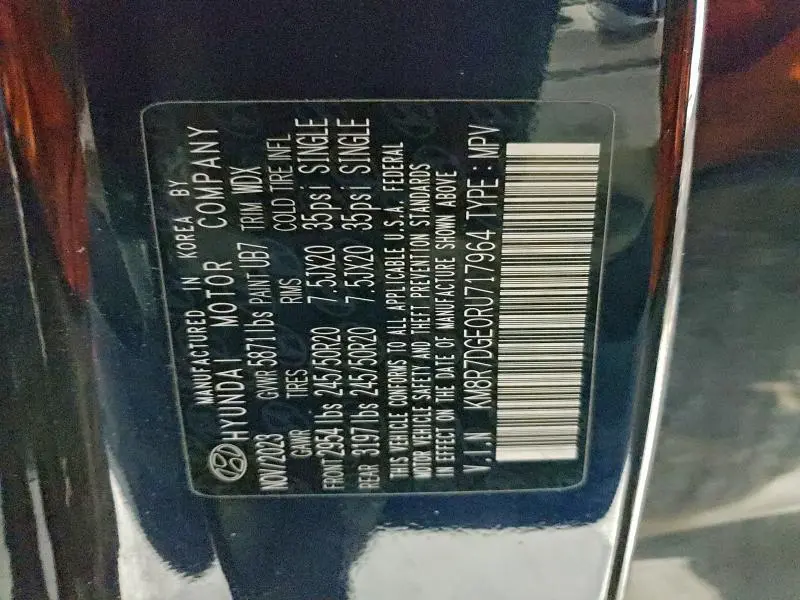 MANUFACTURED IN KOREA BY
HYUNDAI MOTOR COMPANY
NOV/2023 GVWR 5871lbs PAINT UB7 TRIM WDX
GAWR TIRES RMS COLD TIRE INFL
FRONT 2954lbs 245/50R20 7.5JX20 35psi SINGLE
REAR 3197lbs 245/50R20 7.5JX20 35psi SINGLE
THIS VEHICLE CONFORMS TO ALL APPLICABLE U.S.A. FEDERAL
MOTOR VEHICLE SAFETY AND THEFT PREVENTION STANDARDS
IN EFFECT ON THE DATE OF MANUFACTURE SHOWN ABOVE
V.I.N KM8R7DGE0RU717964 TYPE : MPV